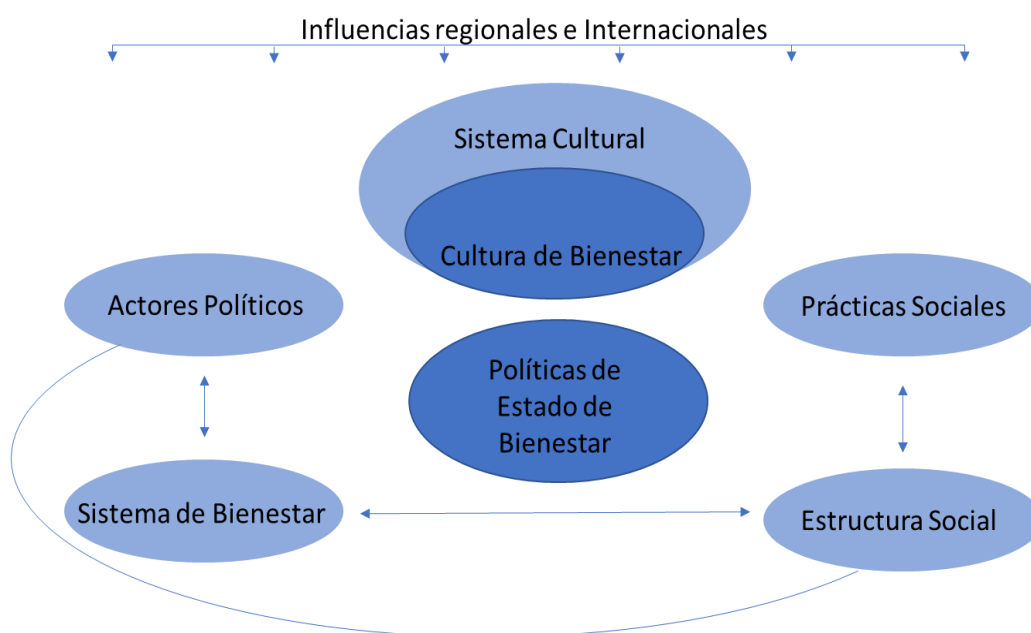 Influencias regionales e Internacionales
Sistema Cultural
Cultura de Bienestar
Actores Políticos
Prácticas Sociales
Políticas de
Estado de
Bienestar
Sistema de Bienestar
Estructura Social